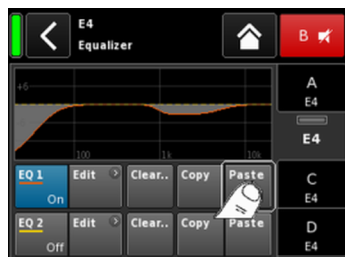 E4
Equalizer
B
+6
100
1k
10k
A
E4
E4
C
E4
D
E4
EQ 1
On
Edit
Clear..
Copy
Paste
EQ 2
Off
Edit
Clear..
Copy
Paste